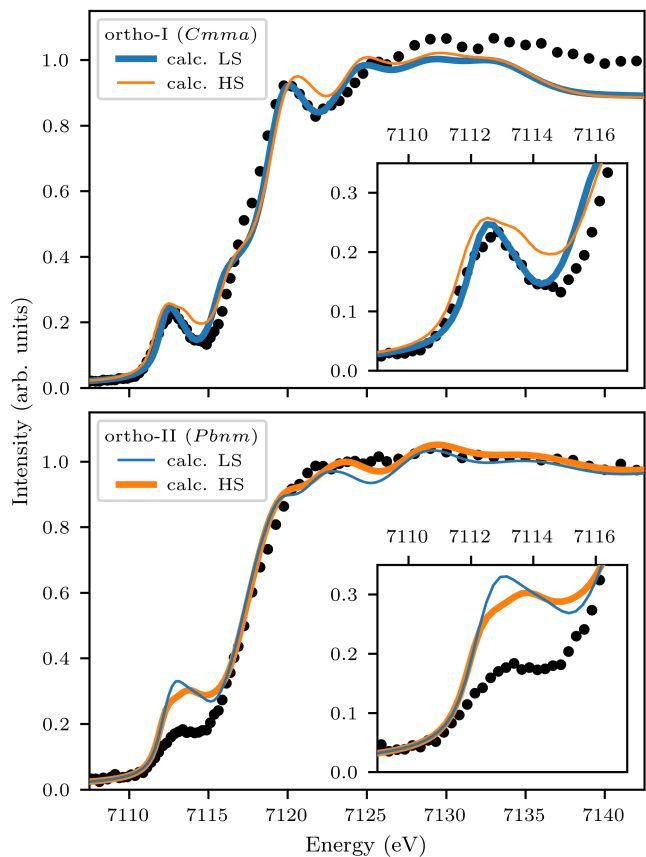 ortho-I (Cmma)
calc. LS
calc. HS
1.0
0.8
0.6
0.4
0.2
0.0
7110 7112 7114 7116
0.3
0.2
0.1
0.0
Intensity (arb. units)
ortho-II (Pbnm)
calc. LS
calc. HS
1.0
0.8
0.6
0.4
0.2
0.0
7110 7112 7114 7116
0.3
0.2
0.1
0.0
7110 7115 7120 7125 7130 7135 7140
Energy (eV)